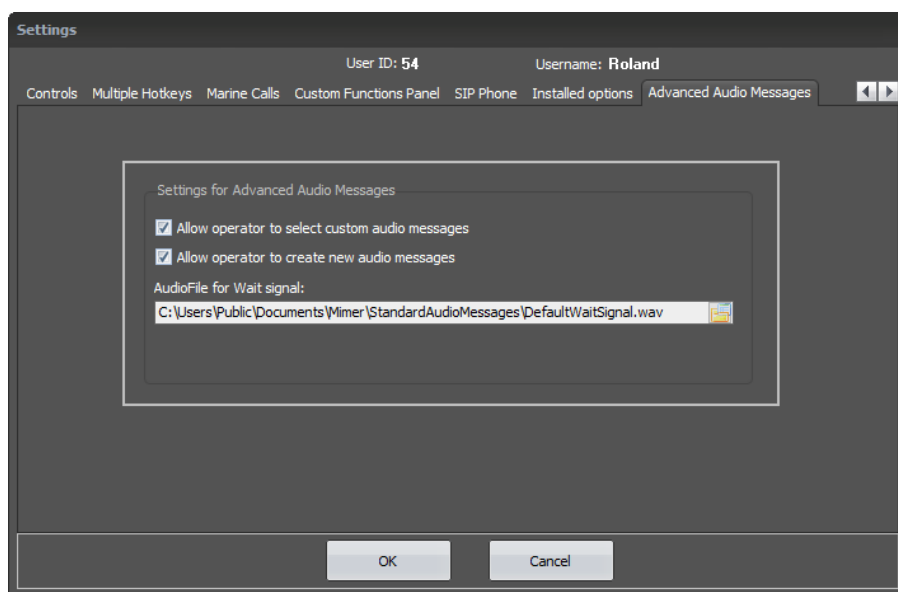 Settings
User ID: 54 Username: Roland
Controls Multiple Hotkeys Marine Calls Custom Functions Panel SIP Phone Installed options Advanced Audio Messages
Settings for Advanced Audio Messages
Allow operator to select custom audio messages
Allow operator to create new audio messages
AudioFile for Wait signal:
C:\Users\Public\Documents\Mimer\StandardAudioMessages\DefaultWaitSignal.wav
OK Cancel